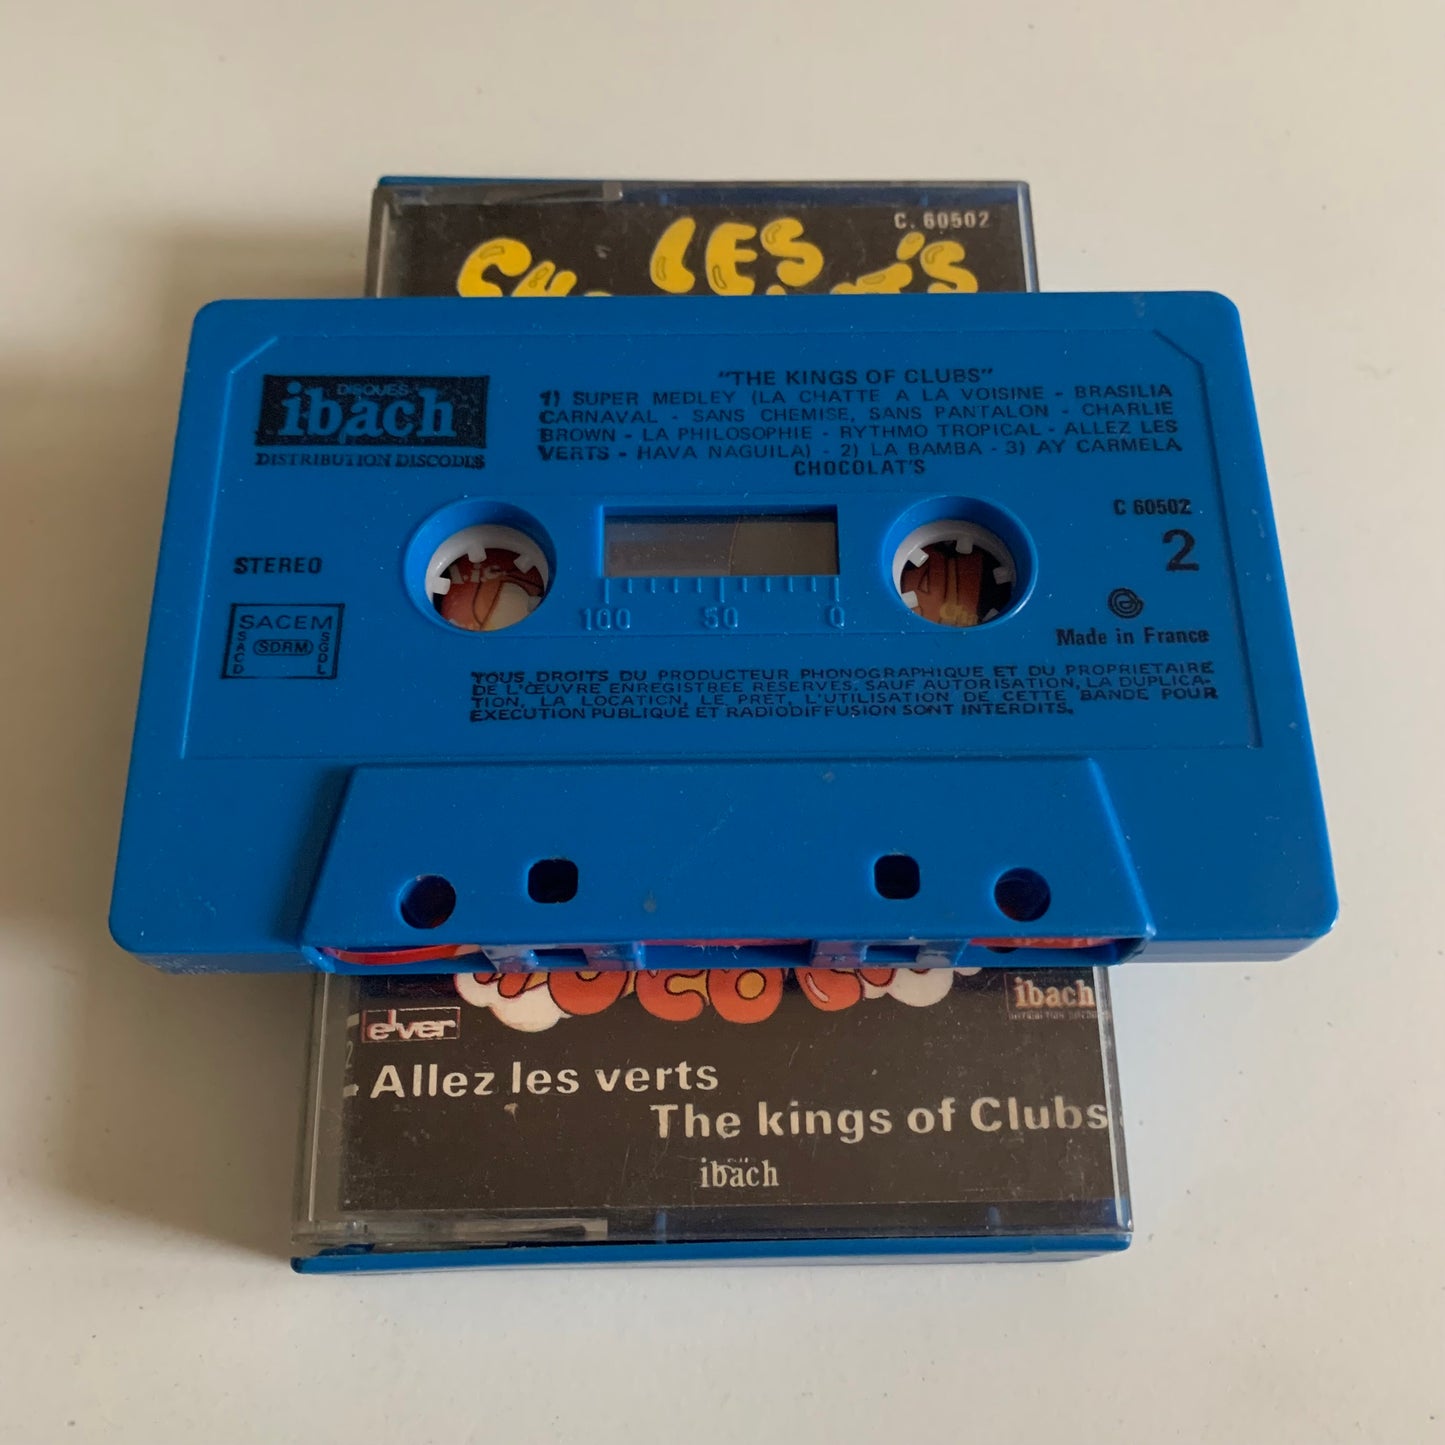 C. 60502
LES
DISQUES
ibach
DISTRIBUTION DISCODIS
"THE KINGS OF CLUBS"
1) SUPER MEDLEY (LA CHATTE A LA VOISINE - BRASILIA
CARNAVAL - SANS CHEMISE, SANS PANTALON - CHARLIE
BROWN - LA PHILOSOPHIE - RYTHMO TROPICAL - ALLEZ LES
VERTS - HAVA NAGUILA) - 2) LA BAMBA - 3) AY CARMELA
CHOCOLAT'S
C 60502
2
STEREO
100 50 0
SACEM
SACD SDRM SGDL
Made in France
TOUS DROITS DU PRODUCTEUR PHONOGRAPHIQUE ET DU PROPRIETAIRE
DE L'ŒUVRE ENREGISTREE RESERVES. SAUF AUTORISATION, LA DUPLICA-
TION, LA LOCATION, LE PRET, L'UTILISATION DE CETTE BANDE POUR
EXECUTION PUBLIQUE ET RADIODIFFUSION SONT INTERDITS.
elver
ibach
Allez les verts
The kings of Clubs
ibach